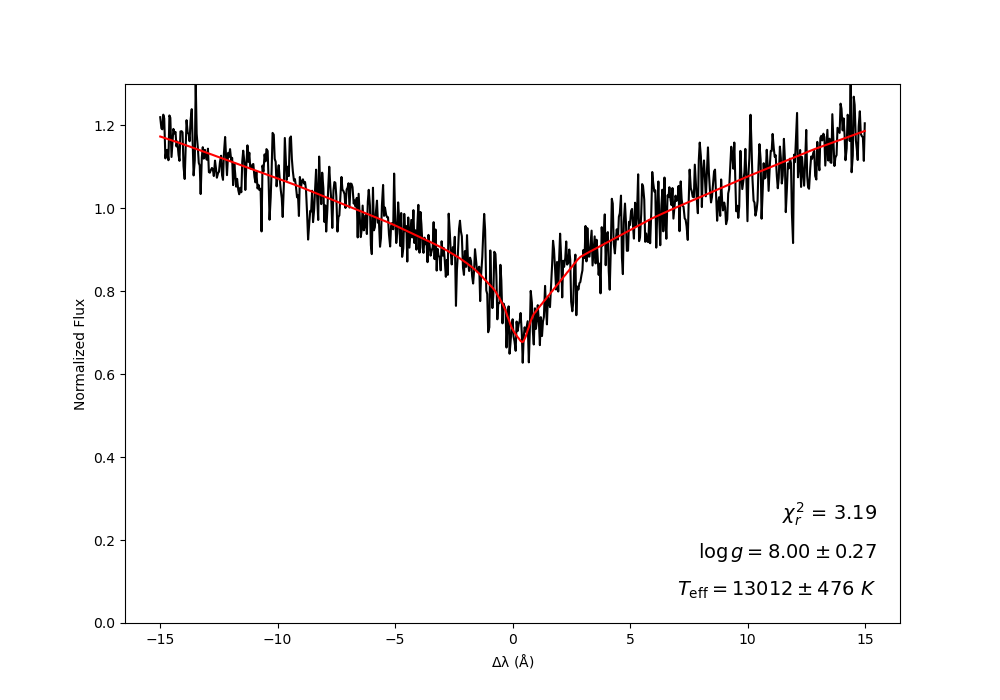 1.2
1.0
0.8
0.6
0.4
0.2
0.0
Normalized Flux
χ²ᵣ = 3.19
log g = 8.00 ± 0.27
T_eff = 13012 ± 476 K
−15 −10 −5 0 5 10 15
Δλ (Å)